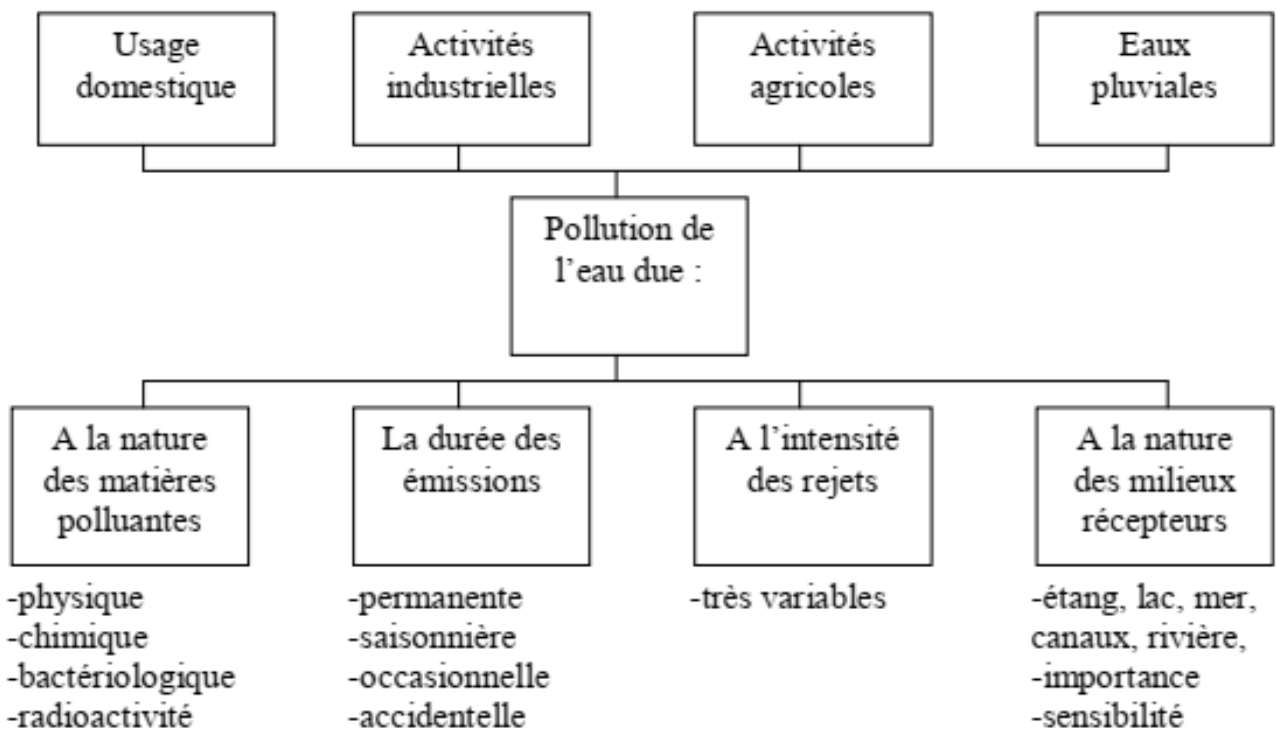 Usage
domestique
Activités
industrielles
Activités
agricoles
Eaux
pluviales
Pollution de
l’eau due :
A la nature
des matières
polluantes
La durée des
émissions
A l’intensité
des rejets
A la nature
des milieux
récepteurs
-physique
-chimique
-bactériologique
-radioactivité
-permanente
-saisonnière
-occasionnelle
-accidentelle
-très variables
-étang, lac, mer,
canaux, rivière,
-importance
-sensibilité